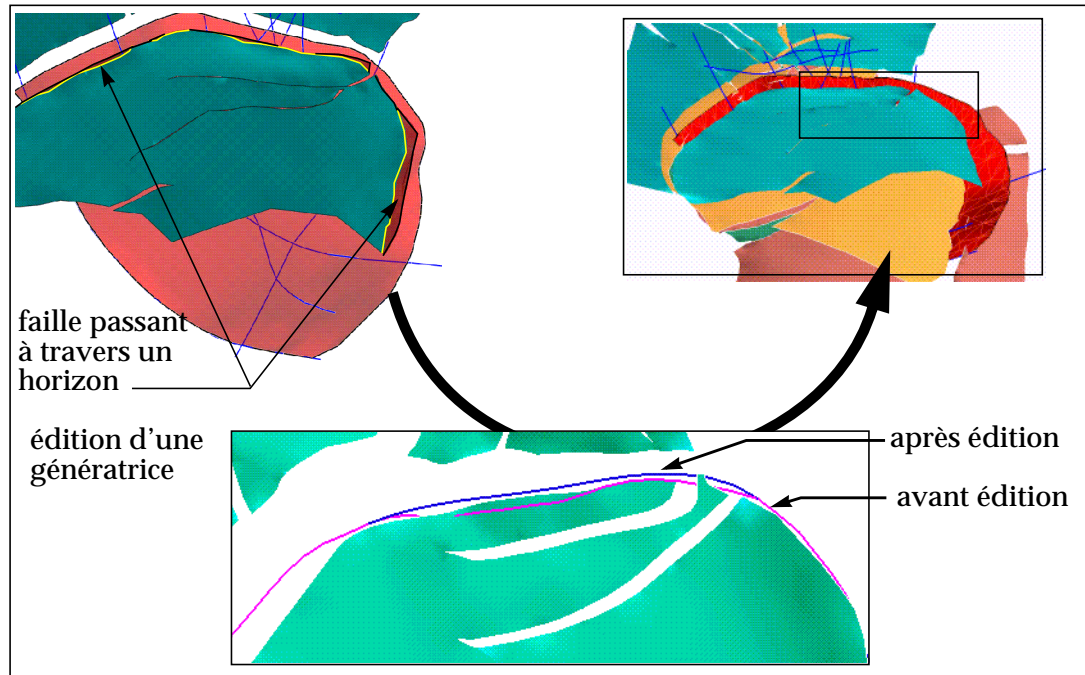 faille passant
à travers un
horizon
édition d'une
génératrice
après édition
avant édition